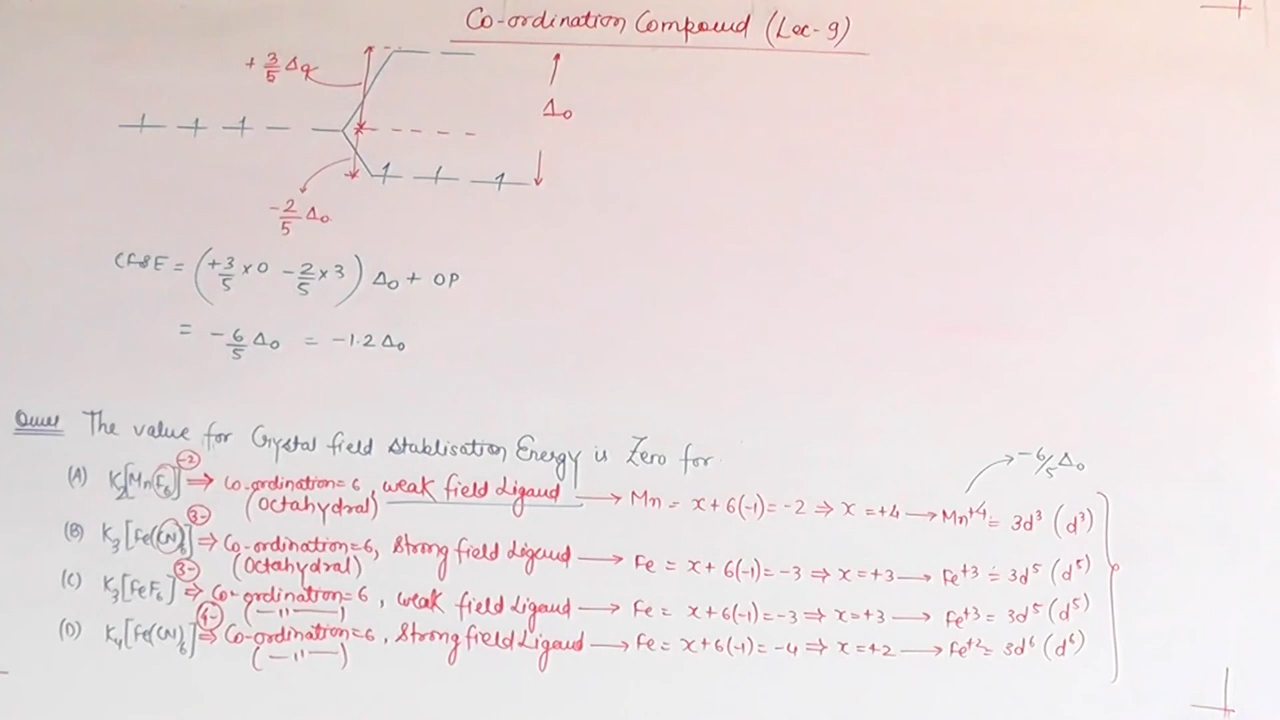 Co-ordination Compound (Lec-9)
+ 3/5 Δq
Δo
-2/5 Δo
CFSE = (+3/5 x 0 - 2/5 x 3) Δo + 0P
= -6/5 Δo = -1.2 Δo
The value for Crystal field stablisation Energy is Zero for
-6/5 Δo
(A) K2[Mn(F6] -2 ⇒ Co-ordination = 6, weak field Ligand → Mn = x + 6(-1) = -2 ⇒ x = +4 → Mn+4 = 3d3 (d3)
(Octahydral)
(B) K3[Fe(CN)6] 3- ⇒ Co-ordination = 6, Strong field Ligand → Fe = x + 6(-1) = -3 ⇒ x = +3 → Fe+3 = 3d5 (d5)
(Octahydral)
(C) K3[FeF6] 3- ⇒ Co-ordination = 6, weak field Ligand → Fe = x + 6(-1) = -3 ⇒ x = +3 → Fe+3 = 3d5 (d5)
(—"—)
(D) K4[Fe(CN)6] 4- ⇒ Co-ordination = 6, Strong field Ligand → Fe = x + 6(-1) = -4 ⇒ x = +2 → Fe+2 = 3d6 (d6)
(—"—)